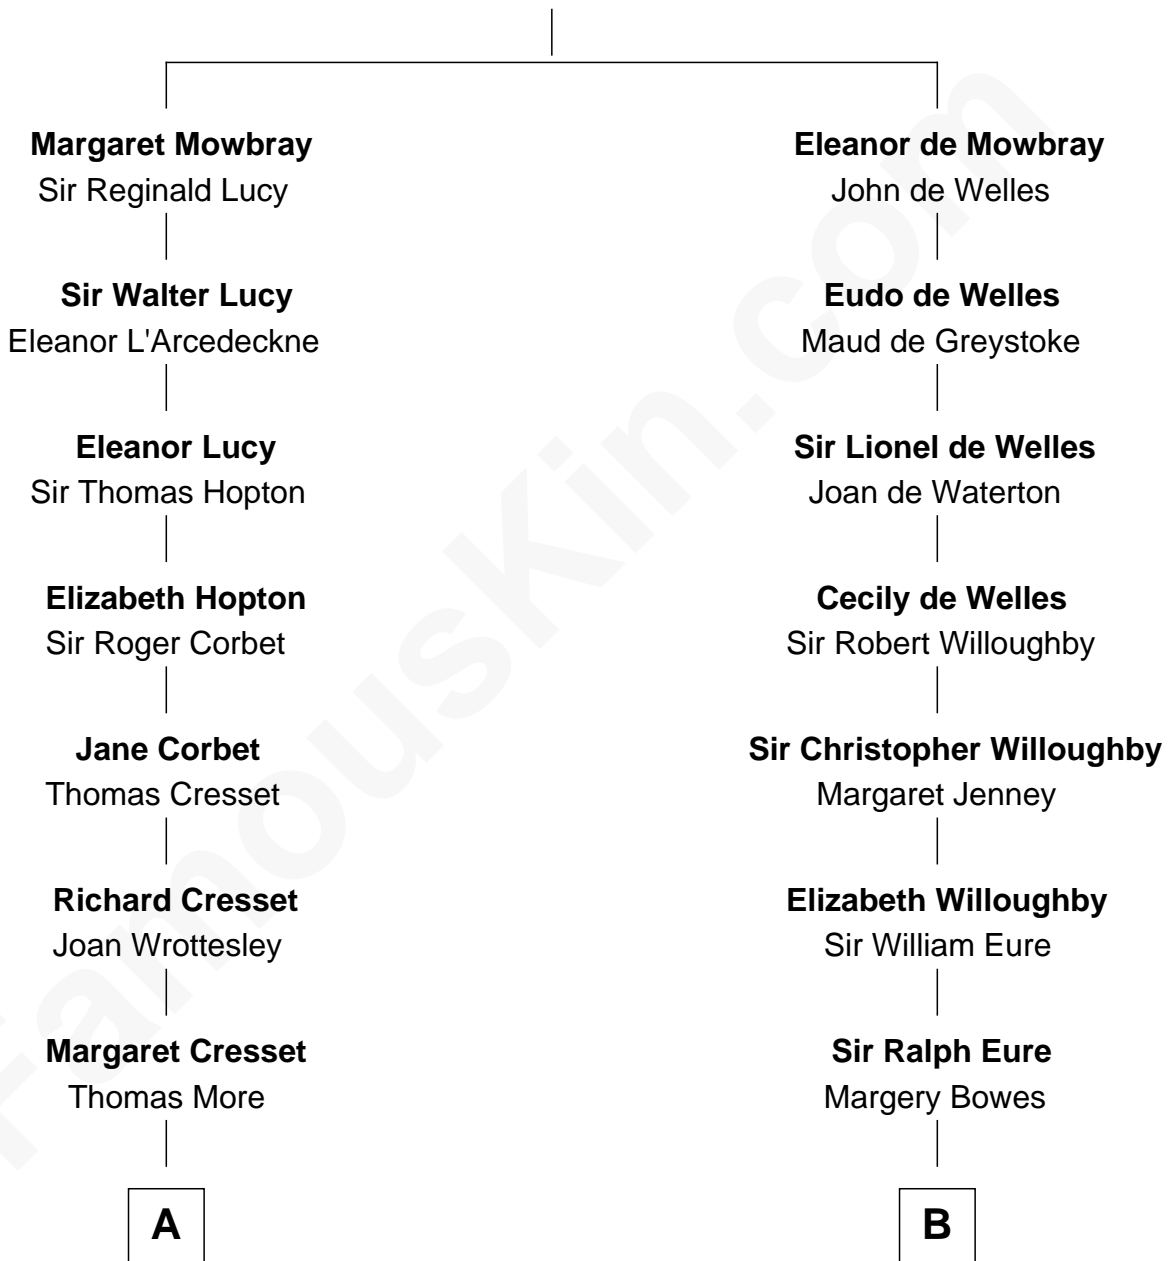 Margaret Mowbray
Sir Reginald Lucy
Eleanor de Mowbray
John de Welles
Sir Walter Lucy
Eleanor L'Arcedeckne
Eudo de Welles
Maud de Greystoke
Eleanor Lucy
Sir Thomas Hopton
Sir Lionel de Welles
Joan de Waterton
Elizabeth Hopton
Sir Roger Corbet
Cecily de Welles
Sir Robert Willoughby
Jane Corbet
Thomas Cresset
Sir Christopher Willoughby
Margaret Jenney
Richard Cresset
Joan Wrottesley
Elizabeth Willoughby
Sir William Eure
Margaret Cresset
Thomas More
Sir Ralph Eure
Margery Bowes
A
B
FamousKin.com